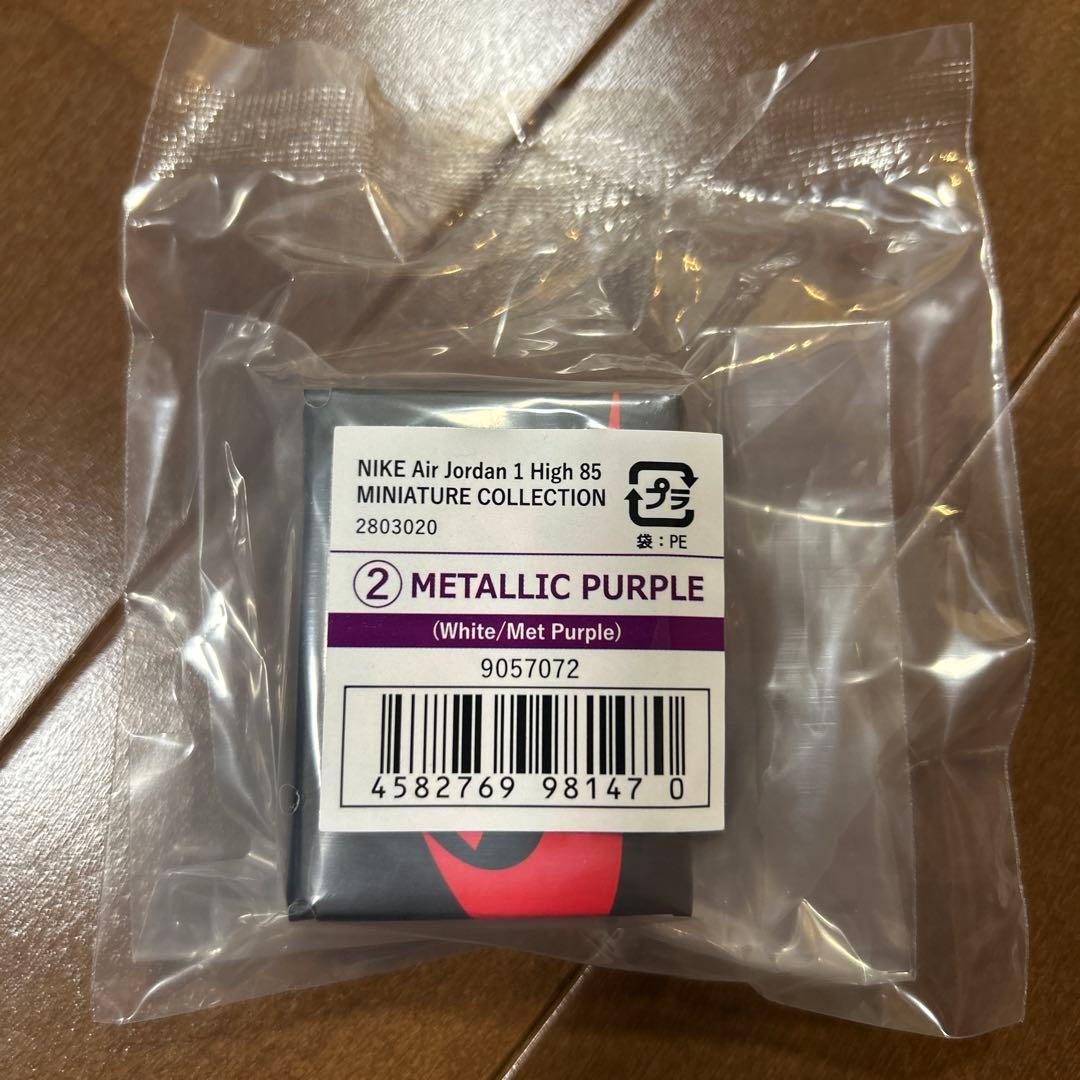 NIKE Air Jordan 1 High 85
MINIATURE COLLECTION
2803020
プラ
袋：PE
② METALLIC PURPLE
(White/Met Purple)
9057072
4582769 98147 0